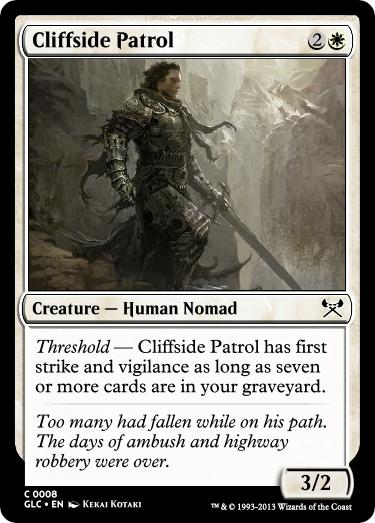 Cliffside Patrol 2
Creature — Human Nomad
Threshold — Cliffside Patrol has first
strike and vigilance as long as seven
or more cards are in your graveyard.
Too many had fallen while on his path.
The days of ambush and highway
robbery were over.
3/2
C 0008
GLC • EN Kekai Kotaki
™ & © 1993-2013 Wizards of the Coast